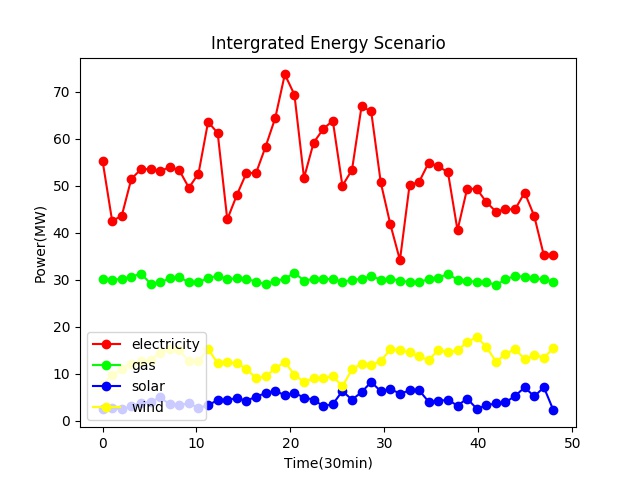 Intergrated Energy Scenario
Power(MW)
70
60
50
40
30
20
10
0
electricity
gas
solar
wind
0 10 20 30 40 50
Time(30min)